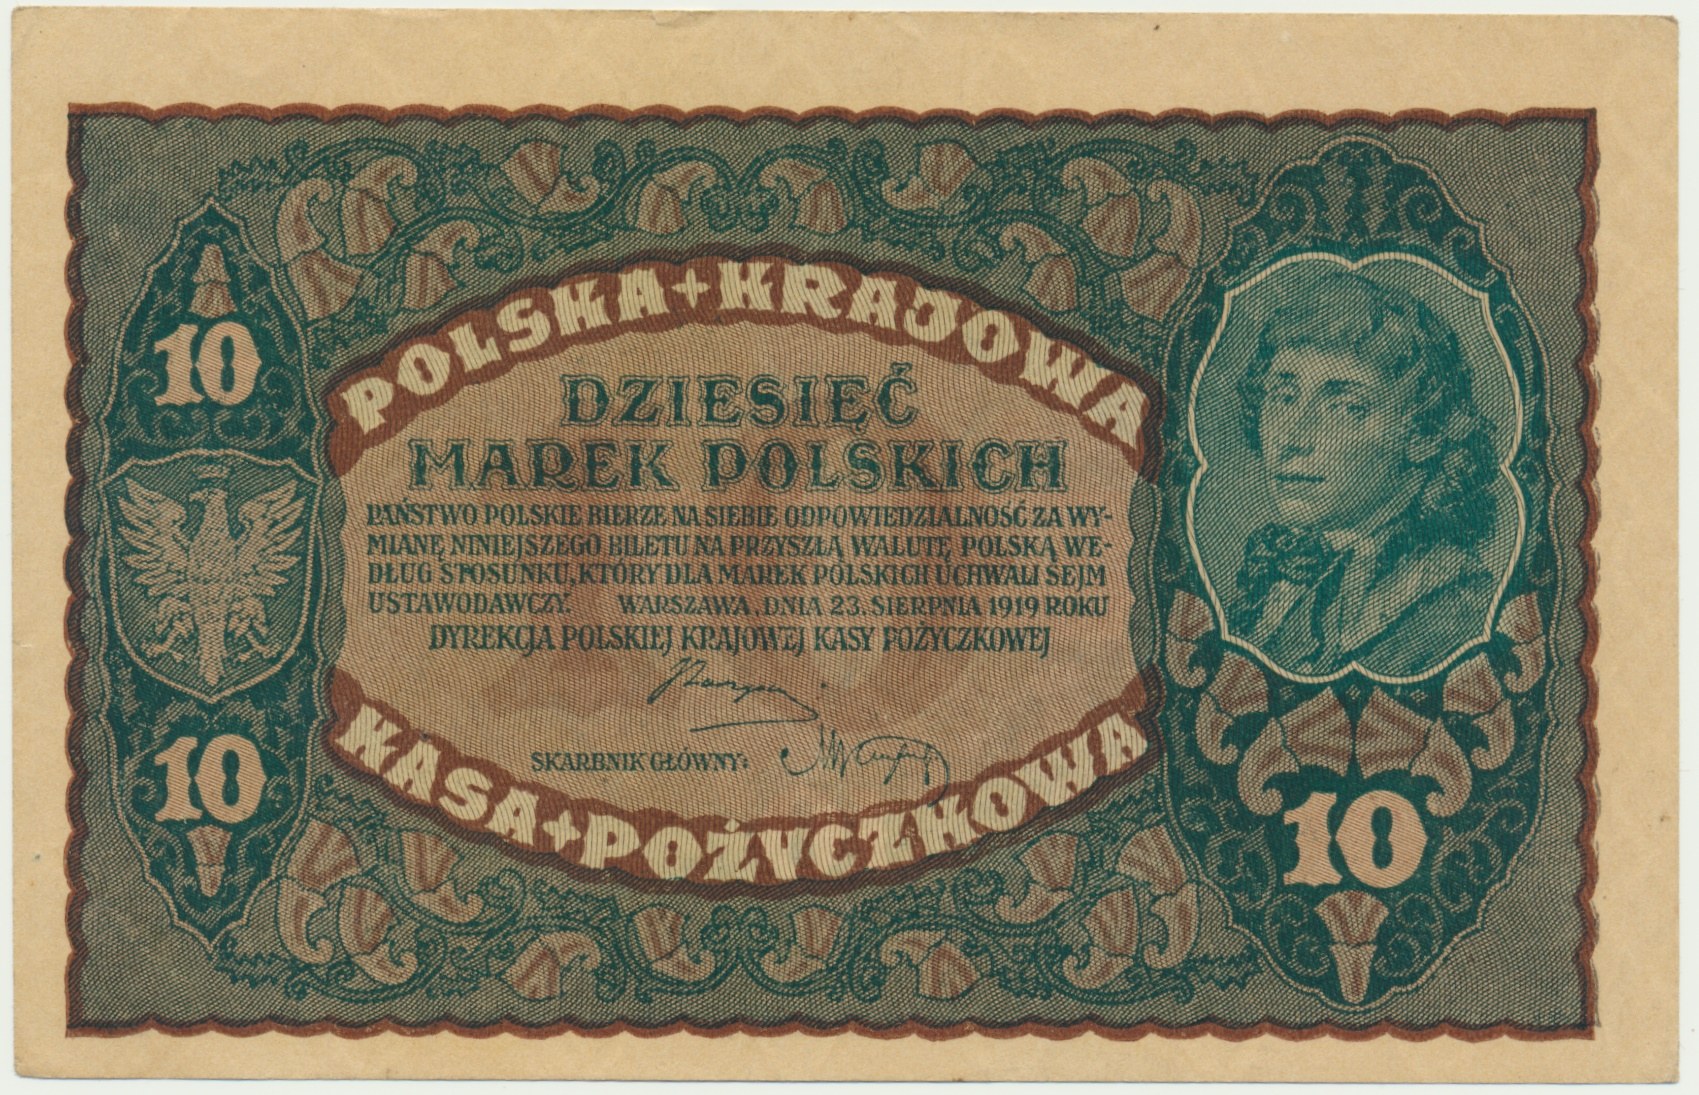 POLSKA + KRAJOWA
10
DZIESIĘĆ
MAREK POLSKICH
PAŃSTWO POLSKIE BIERZE NA SIEBIE ODPOWIEDZIALNOŚĆ ZA WY-
MIANĘ NINIEJSZEGO BILETU NA PRZYSZŁĄ WALUTĘ POLSKĄ WE-
DŁUG STOSUNKU, KTÓRY DLA MAREK POLSKICH UCHWALI SEJM
USTAWODAWCZY. WARSZAWA, DNIA 23. SIERPNIA 1919 ROKU
DYREKCJA POLSKIEJ KRAJOWEJ KASY POŻYCZKOWEJ
SKARBNIK GŁÓWNY:
10
KASA + POŻYCZKOWA
10